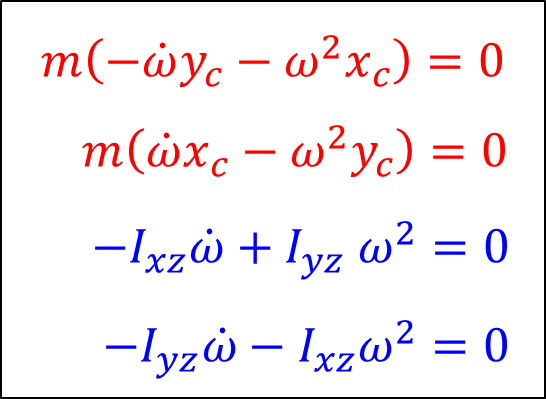 m(−ω̇y_c − ω²x_c) = 0
m(ω̇x_c − ω²y_c) = 0
−I_xz ω̇ + I_yz ω² = 0
−I_yz ω̇ − I_xz ω² = 0